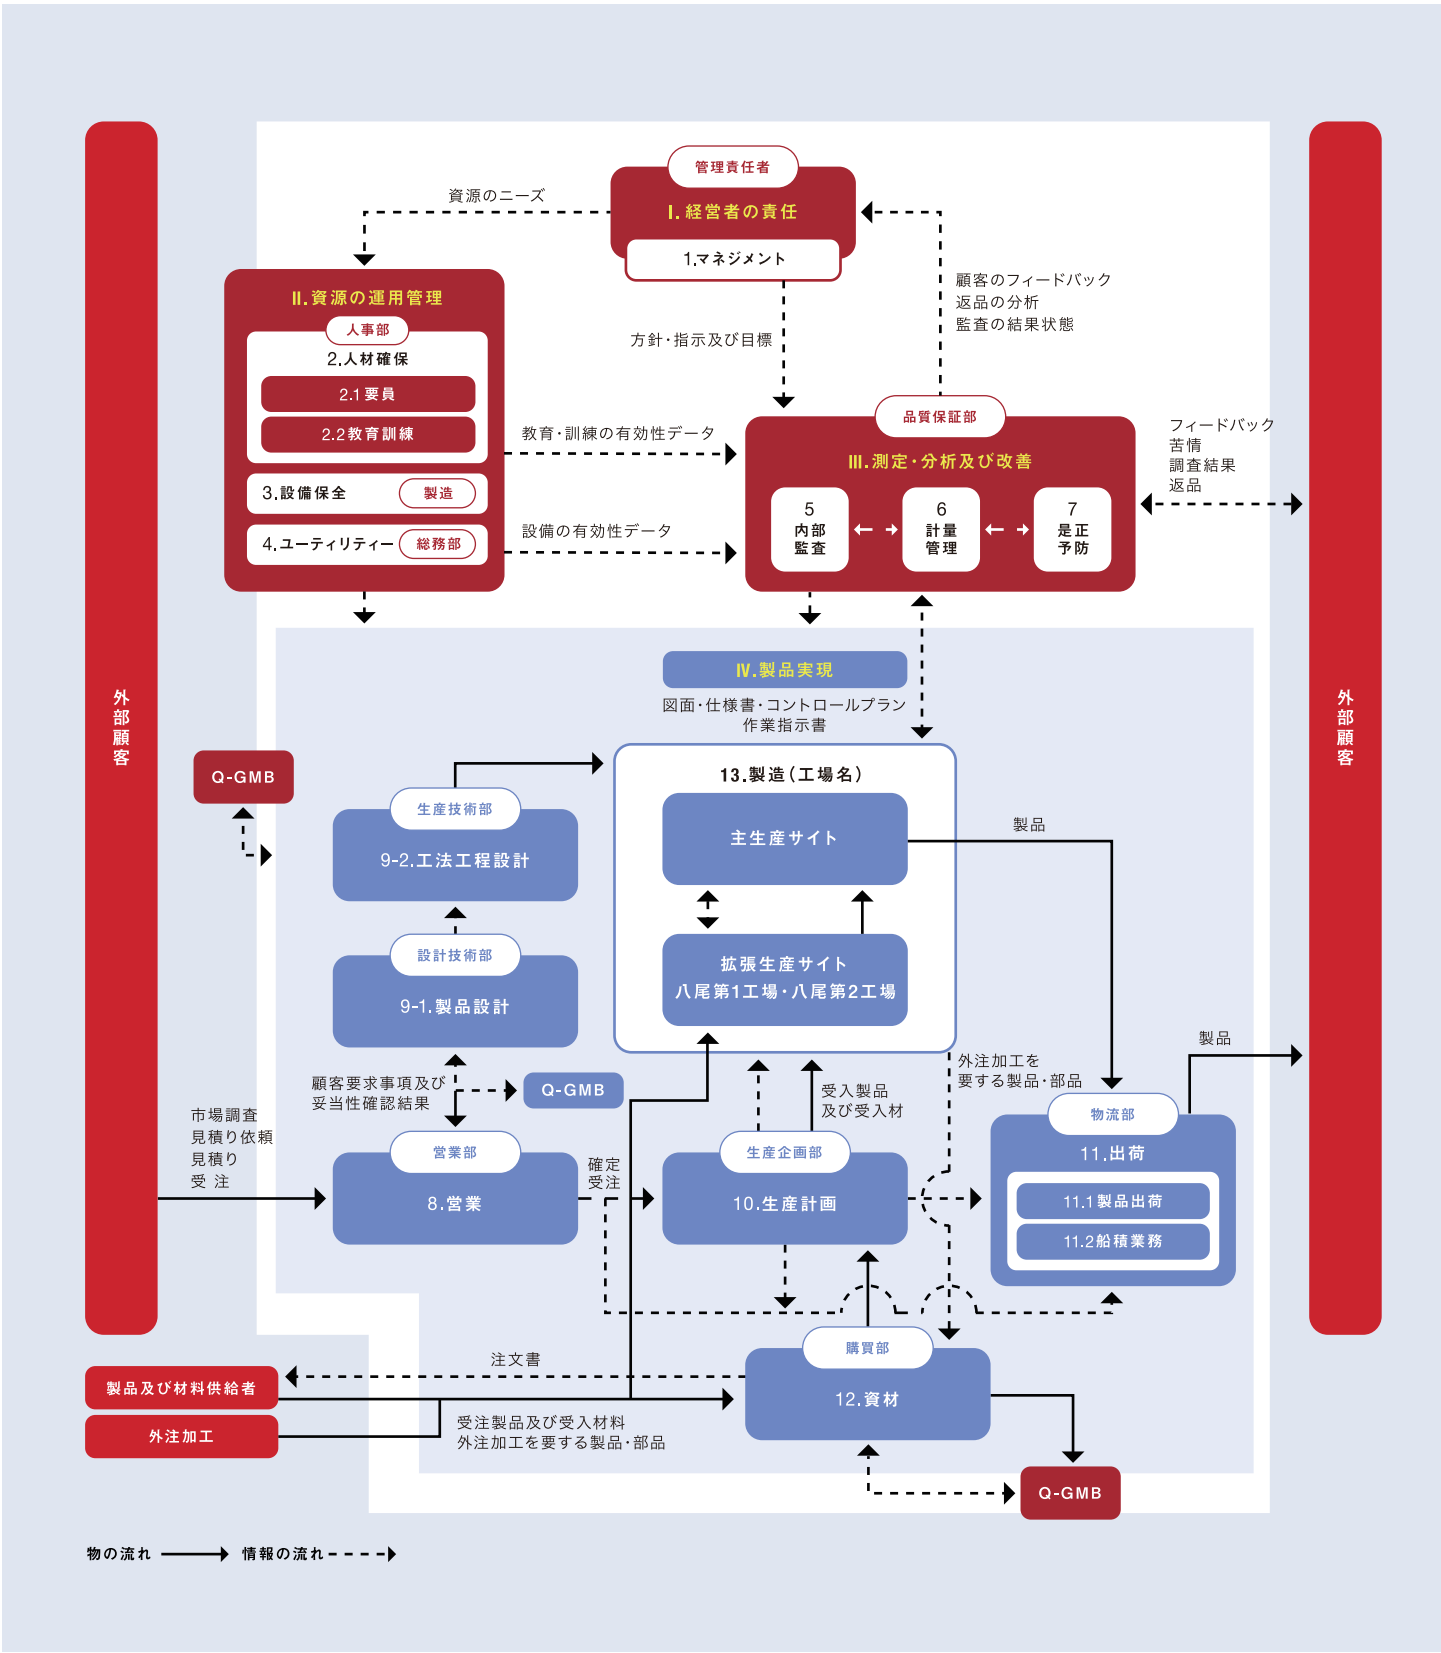 管理責任者
I.経営者の責任
1.マネジメント
資源のニーズ
顧客のフィードバック
返品の分析
監査の結果状態
方針・指示及び目標
II.資源の運用管理
人事部
2.人材確保
2.1要員
2.2教育訓練
3.設備保全
製造
4.ユーティリティー
総務部
教育・訓練の有効性データ
設備の有効性データ
品質保証部
III.測定・分析及び改善
5
内部
監査
6
計量
管理
7
是正
予防
フィードバック
苦情
調査結果
返品
外部顧客
外部顧客
IV.製品実現
図面・仕様書・コントロールプラン
作業指示書
Q-GMB
生産技術部
9-2.工法工程設計
設計技術部
9-1.製品設計
13.製造(工場名)
主生産サイト
拡張生産サイト
八尾第1工場・八尾第2工場
製品
製品
顧客要求事項及び
妥当性確認結果
Q-GMB
受入製品
及び受入材
外注加工を
要する製品・部品
市場調査
見積り依頼
見積り
受 注
営業部
8.営業
確定
受注
生産企画部
10.生産計画
物流部
11.出荷
11.1製品出荷
11.2船積業務
購買部
12.資材
注文書
製品及び材料供給者
外注加工
受注製品及び受入材料
外注加工を要する製品・部品
Q-GMB
物の流れ
情報の流れ